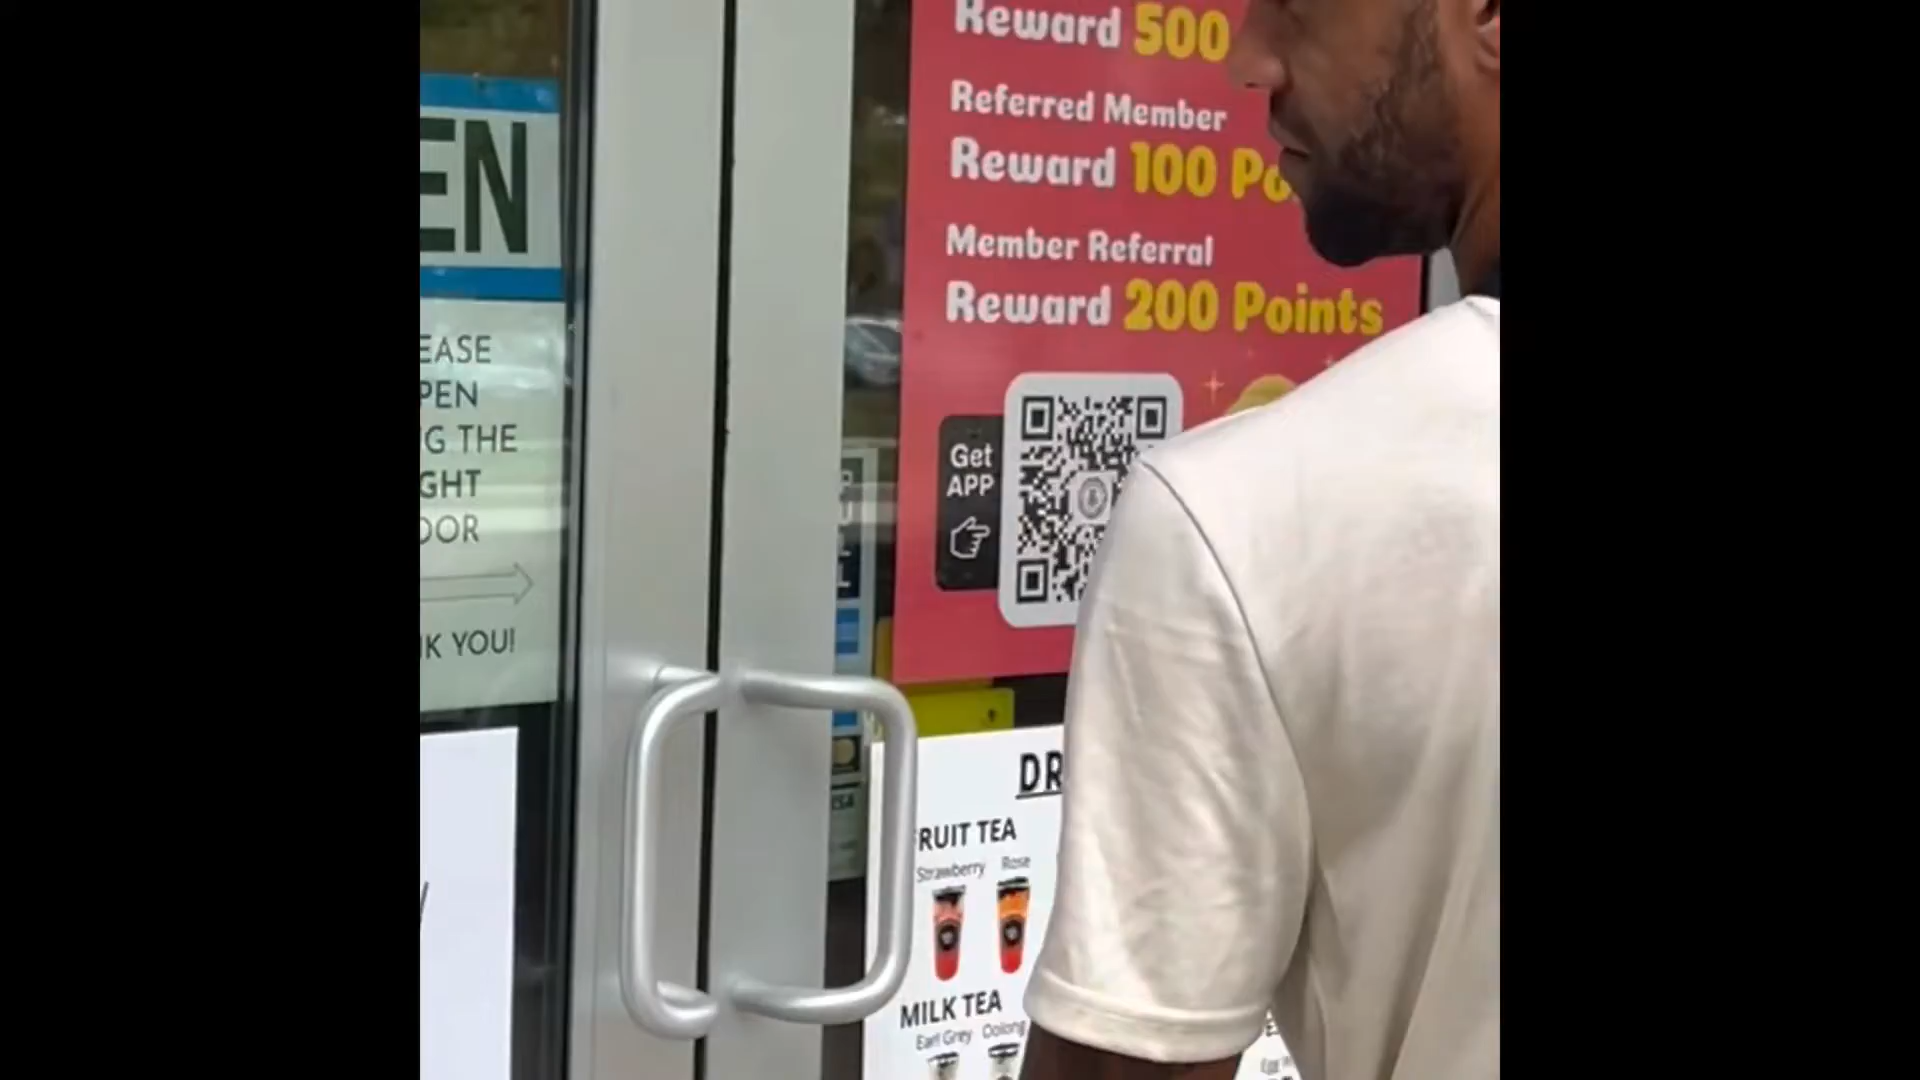 EN
EASE
PEN
G THE
GHT
OOR
K YOU!
Reward 500
Referred Member
Reward 100 Po
Member Referral
Reward 200 Points
Get
APP
DR
RUIT TEA
Strawberry Rose
MILK TEA
Earl Grey Oolong